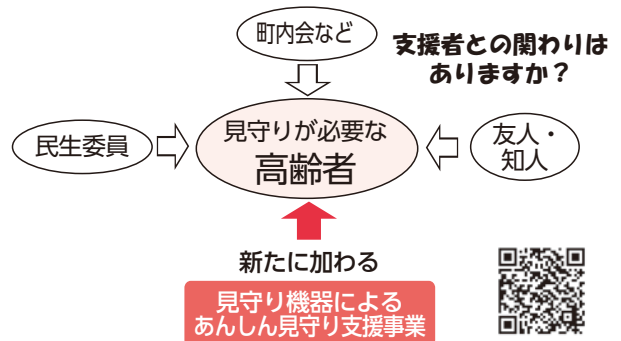 町内会など
支援者との関わりは
ありますか？
民生委員
見守りが必要な
高齢者
友人・
知人
新たに加わる
見守り機器による
あんしん見守り支援事業